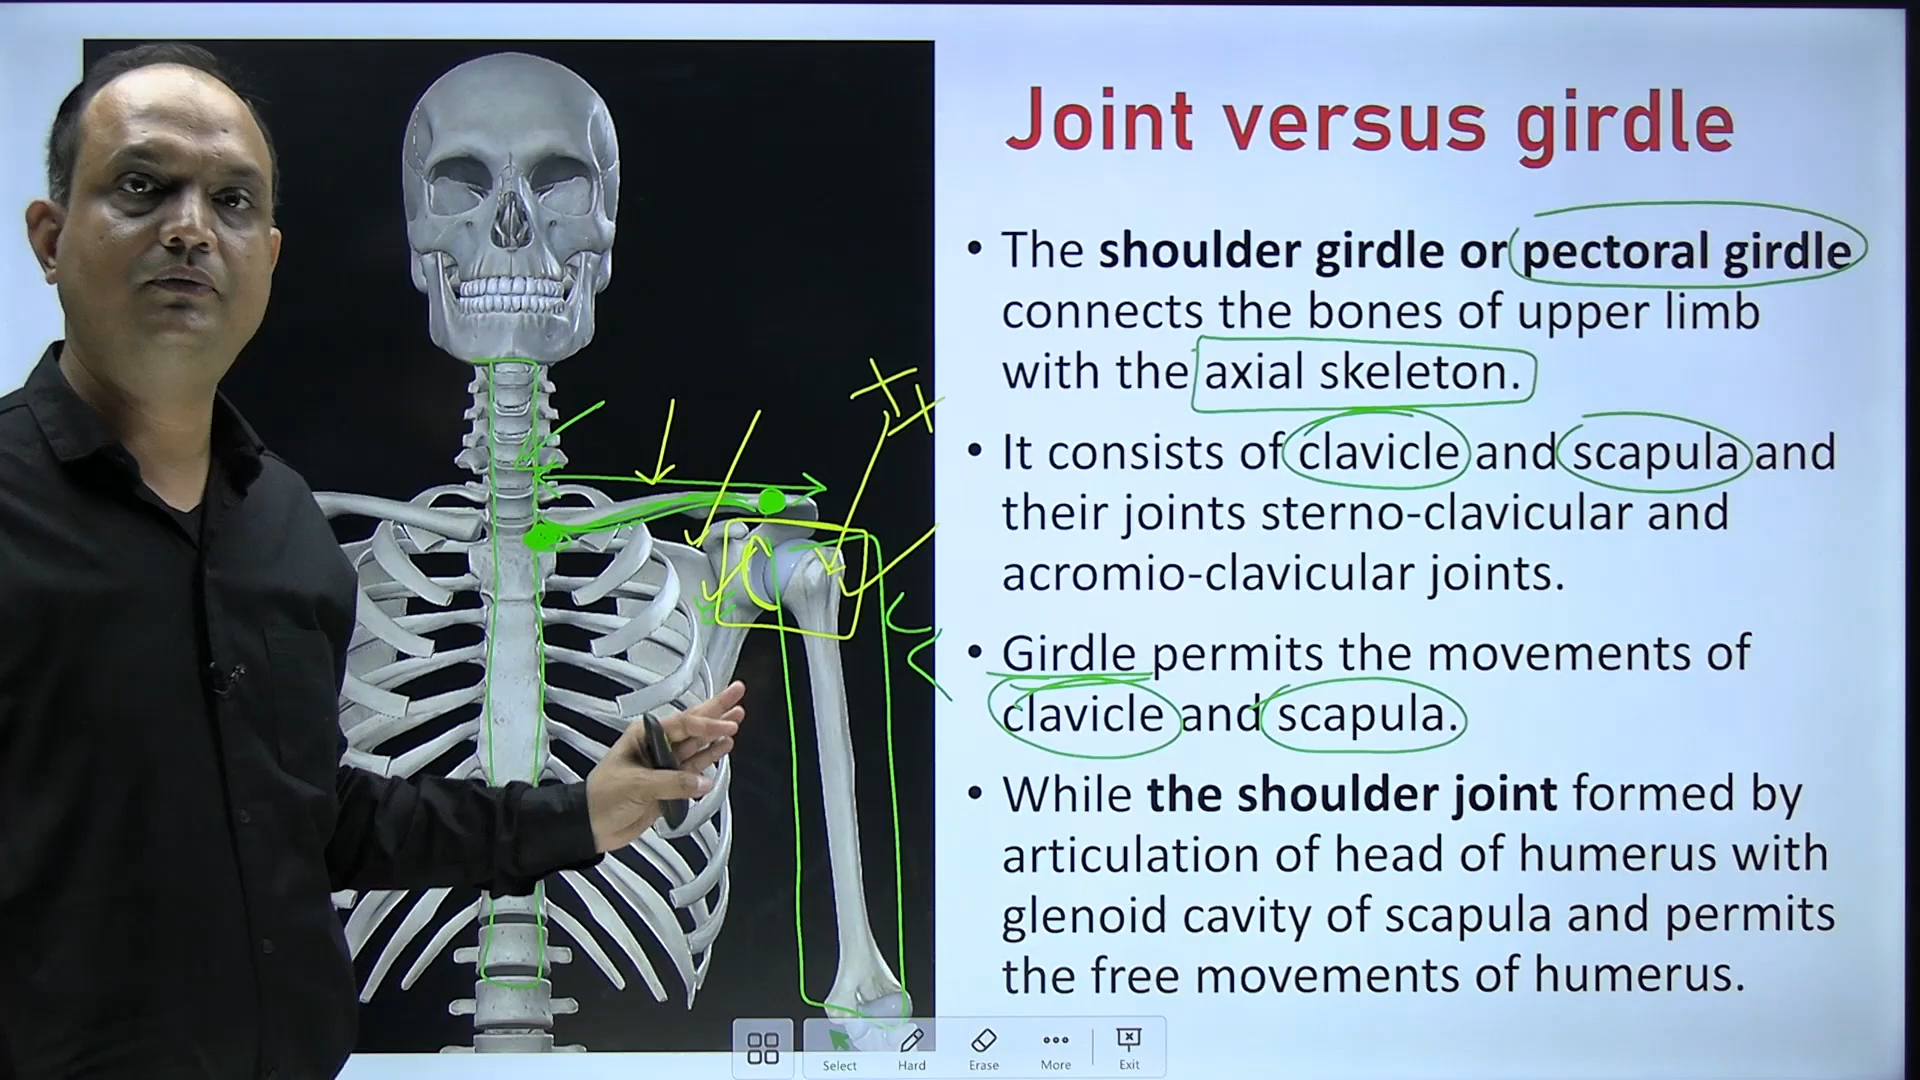 Joint versus girdle
• The shoulder girdle or pectoral girdle
connects the bones of upper limb
with the axial skeleton.
• It consists of clavicle and scapula and
their joints sterno-clavicular and
acromio-clavicular joints.
• Girdle permits the movements of
clavicle and scapula.
• While the shoulder joint formed by
articulation of head of humerus with
glenoid cavity of scapula and permits
the free movements of humerus.
Select Hard Erase More Exit